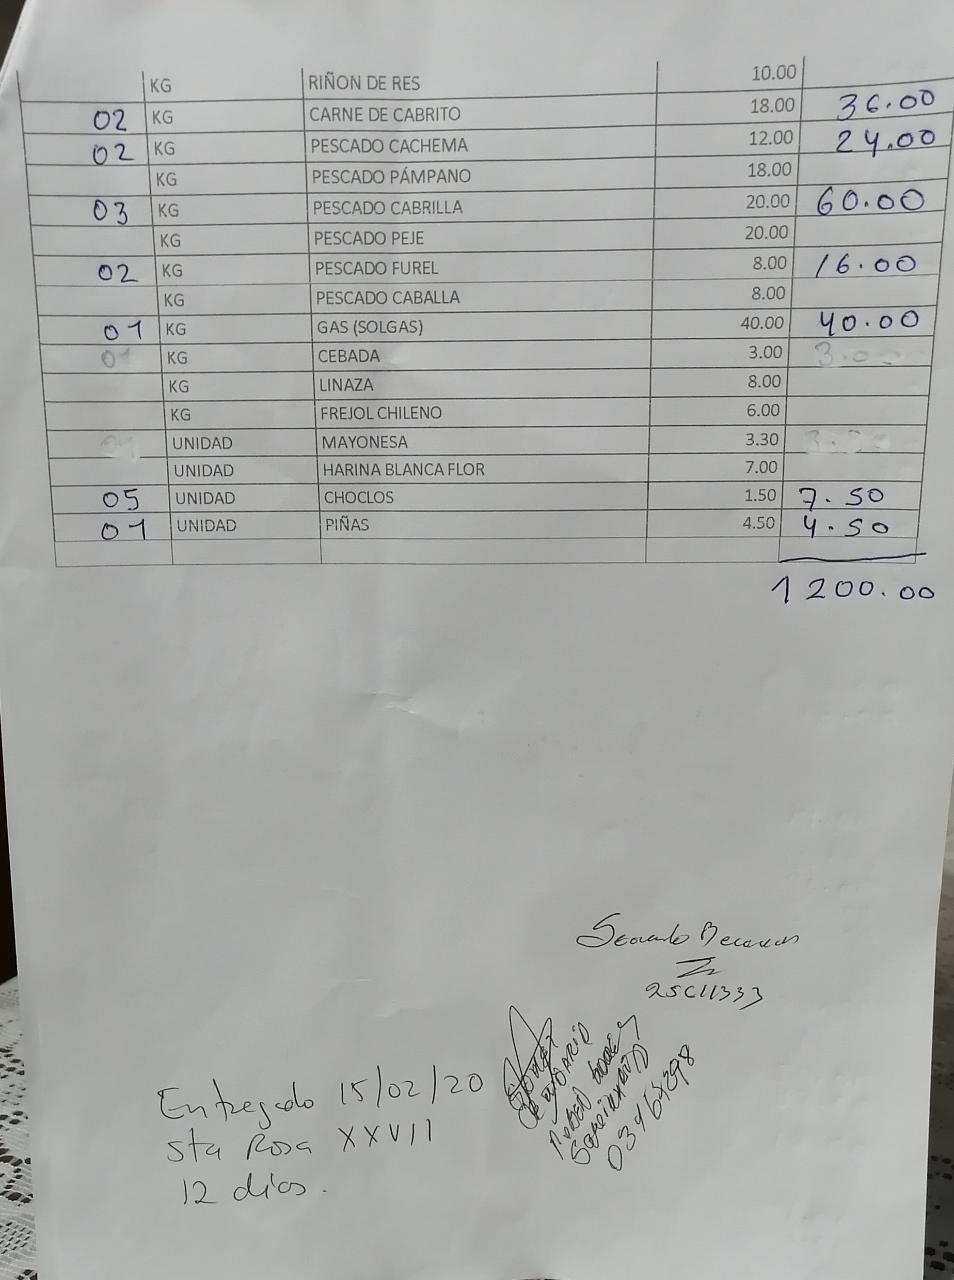 KG RIÑON DE RES 10.00
02 KG CARNE DE CABRITO 18.00 36.00
02 KG PESCADO CACHEMA 12.00 24.00
KG PESCADO PÁMPANO 18.00
03 KG PESCADO CABRILLA 20.00 60.00
KG PESCADO PEJE 20.00
02 KG PESCADO FUREL 8.00 16.00
KG PESCADO CABALLA 8.00
01 KG GAS (SOLGAS) 40.00 40.00
01 KG CEBADA 3.00 3.00
KG LINAZA 8.00
KG FREJOL CHILENO 6.00
UNIDAD MAYONESA 3.30
UNIDAD HARINA BLANCA FLOR 7.00
05 UNIDAD CHOCLOS 1.50 7.50
01 UNIDAD PIÑAS 4.50 4.50
1200.00
Entregado 15/02/20
Sta Rosa XXVII
12 días.
03464298